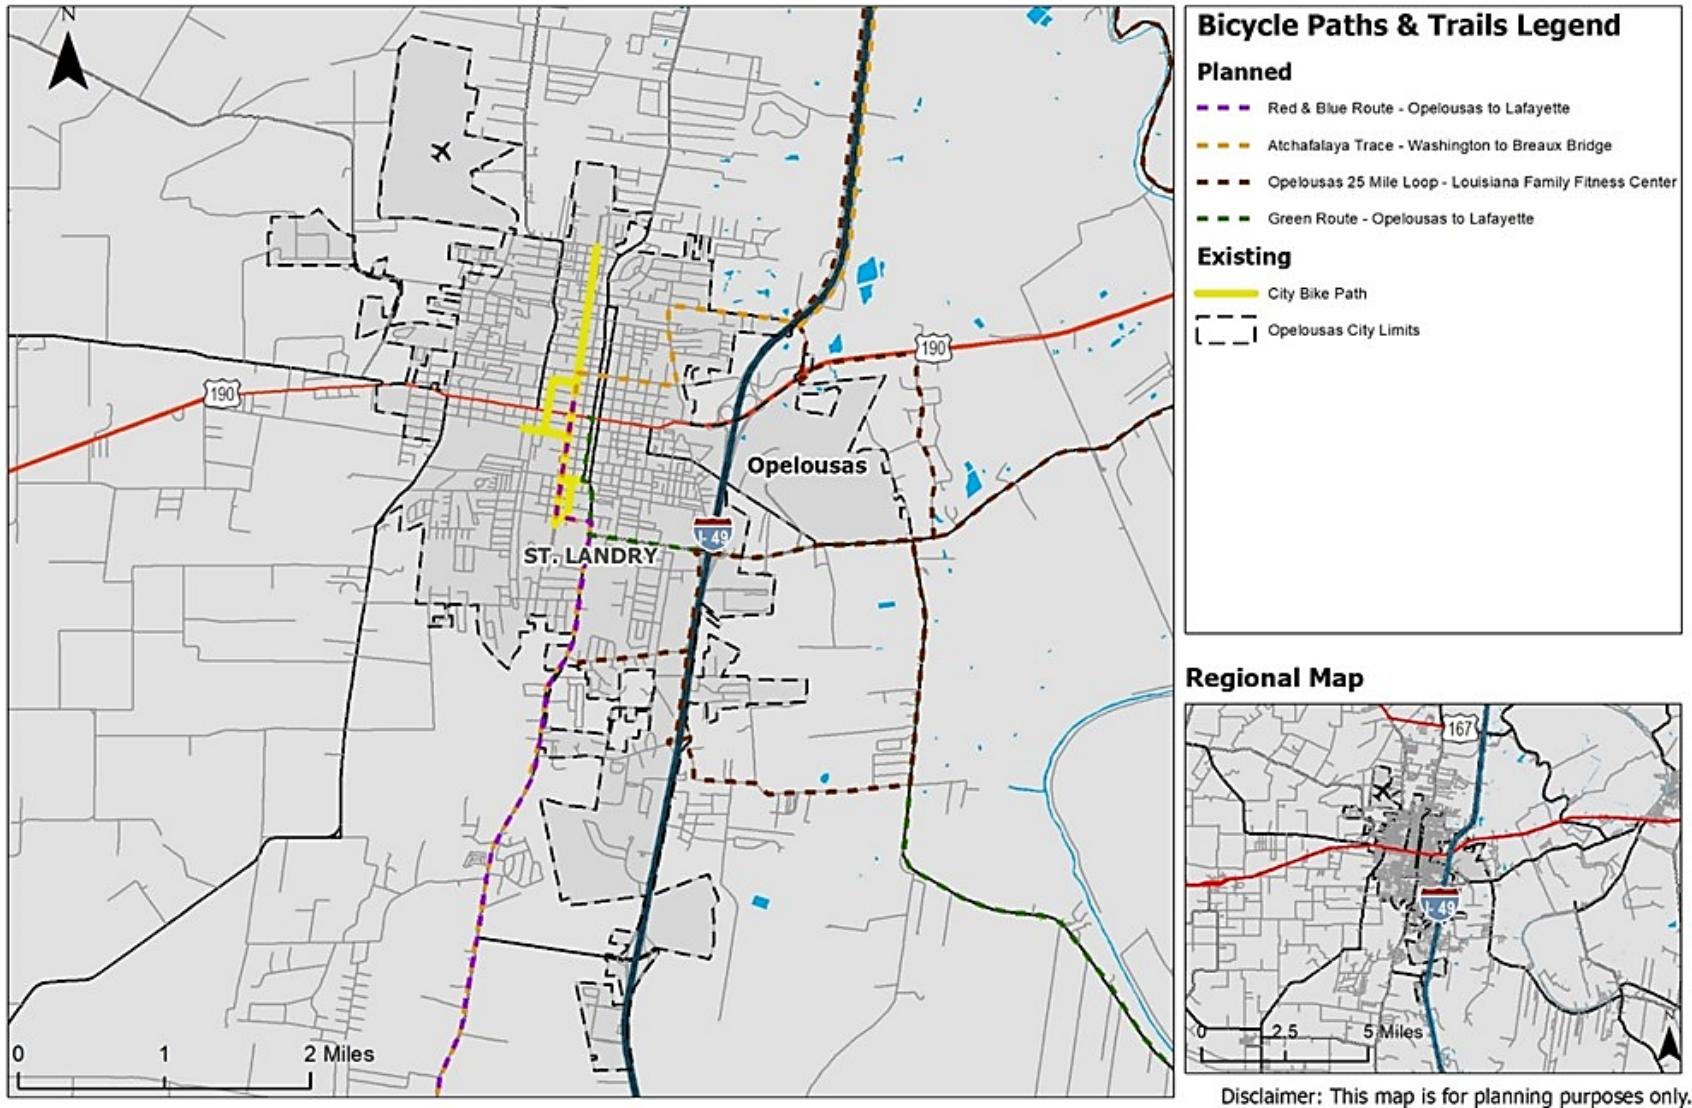 N
190
190
Opelousas
I-49
ST. LANDRY
0 1 2 Miles
Bicycle Paths & Trails Legend
Planned
Red & Blue Route - Opelousas to Lafayette
Atchafalaya Trace - Washington to Breaux Bridge
Opelousas 25 Mile Loop - Louisiana Family Fitness Center
Green Route - Opelousas to Lafayette
Existing
City Bike Path
Opelousas City Limits
Regional Map
167
I-49
0 2.5 5 Miles
N
Disclaimer: This map is for planning purposes only.